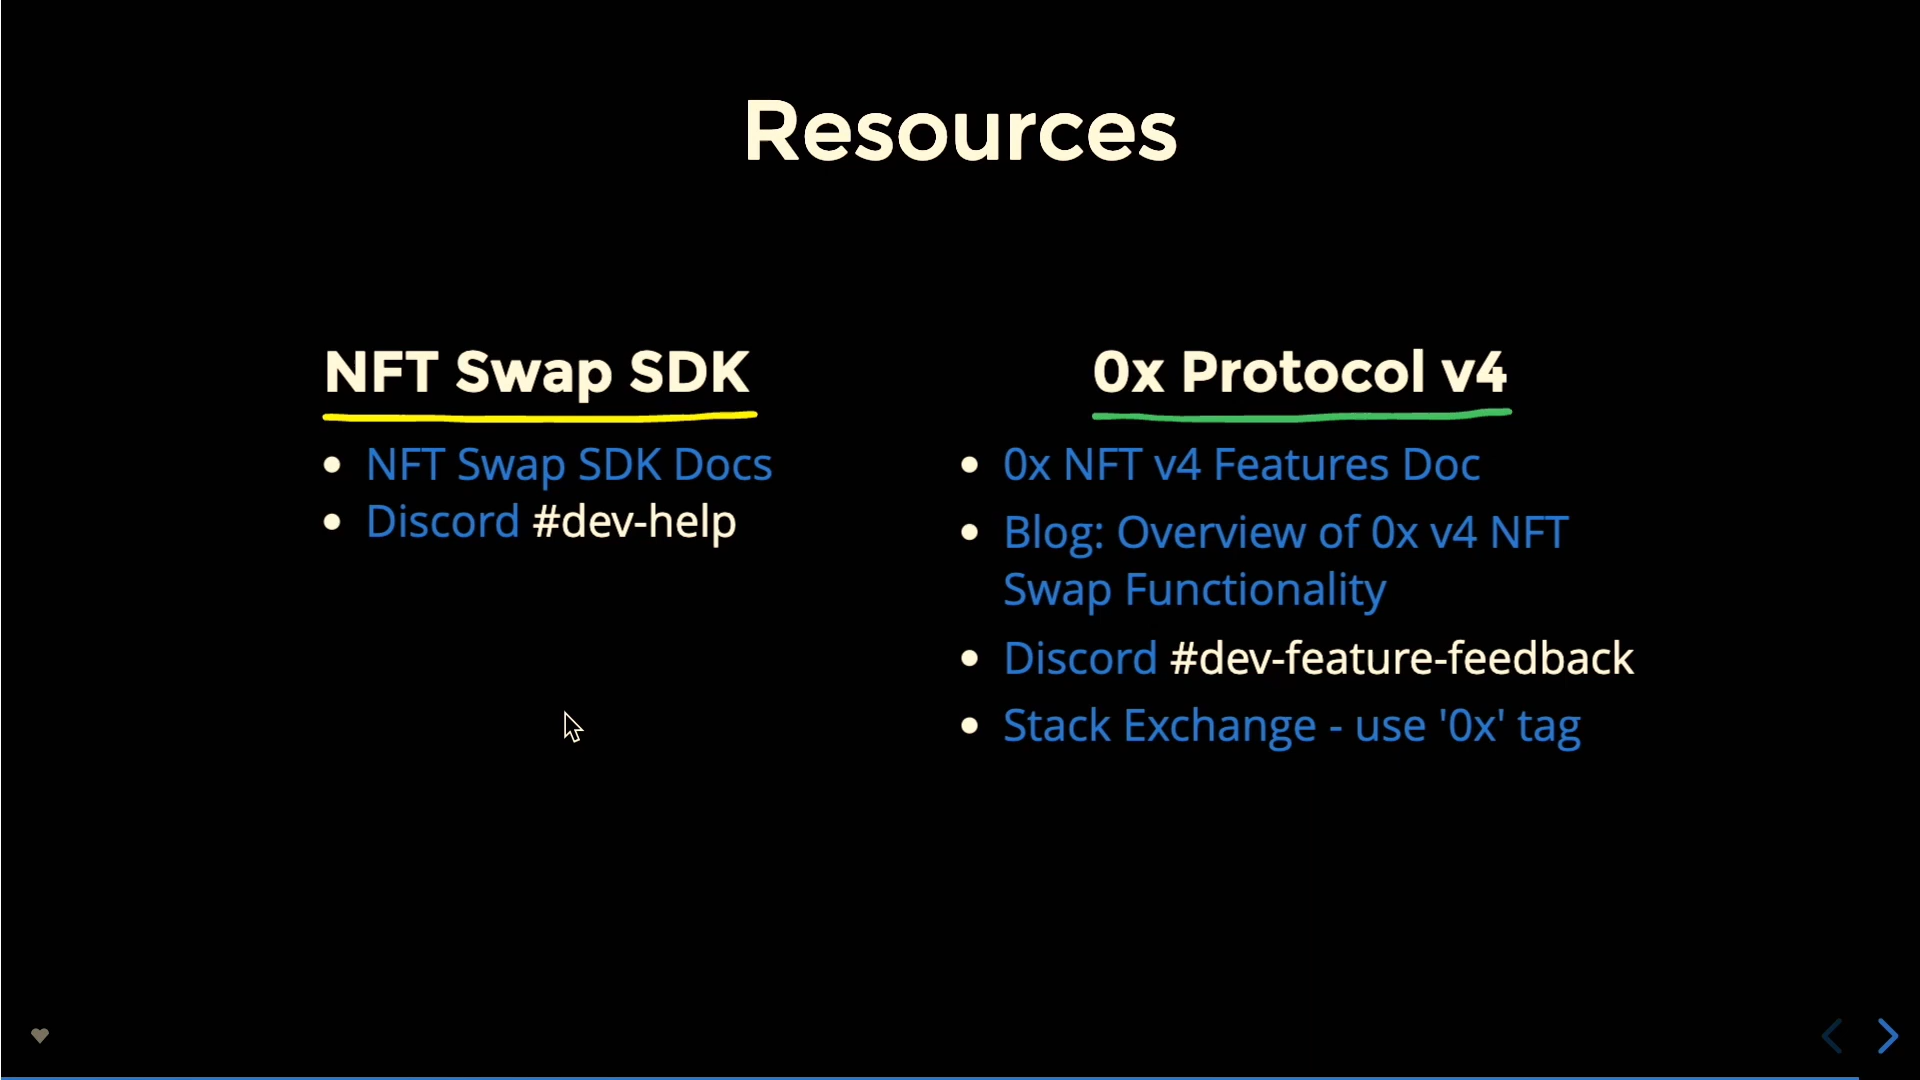 Resources
NFT Swap SDK
NFT Swap SDK Docs
Discord #dev-help
0x Protocol v4
0x NFT v4 Features Doc
Blog: Overview of 0x v4 NFT
Swap Functionality
Discord #dev-feature-feedback
Stack Exchange - use '0x' tag